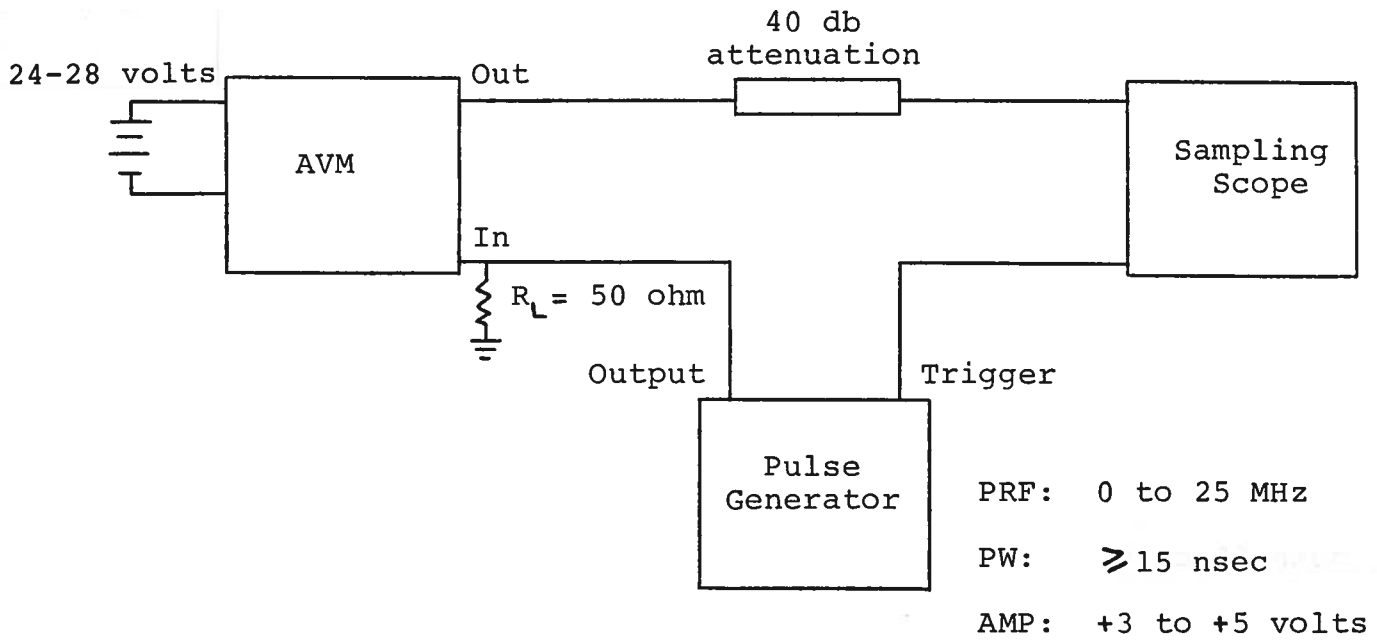 40 db
attenuation
24-28 volts
Out
AVM
Sampling
Scope
In
R_L = 50 ohm
Output
Trigger
Pulse
Generator
PRF: 0 to 25 MHz
PW: ⩾15 nsec
AMP: +3 to +5 volts